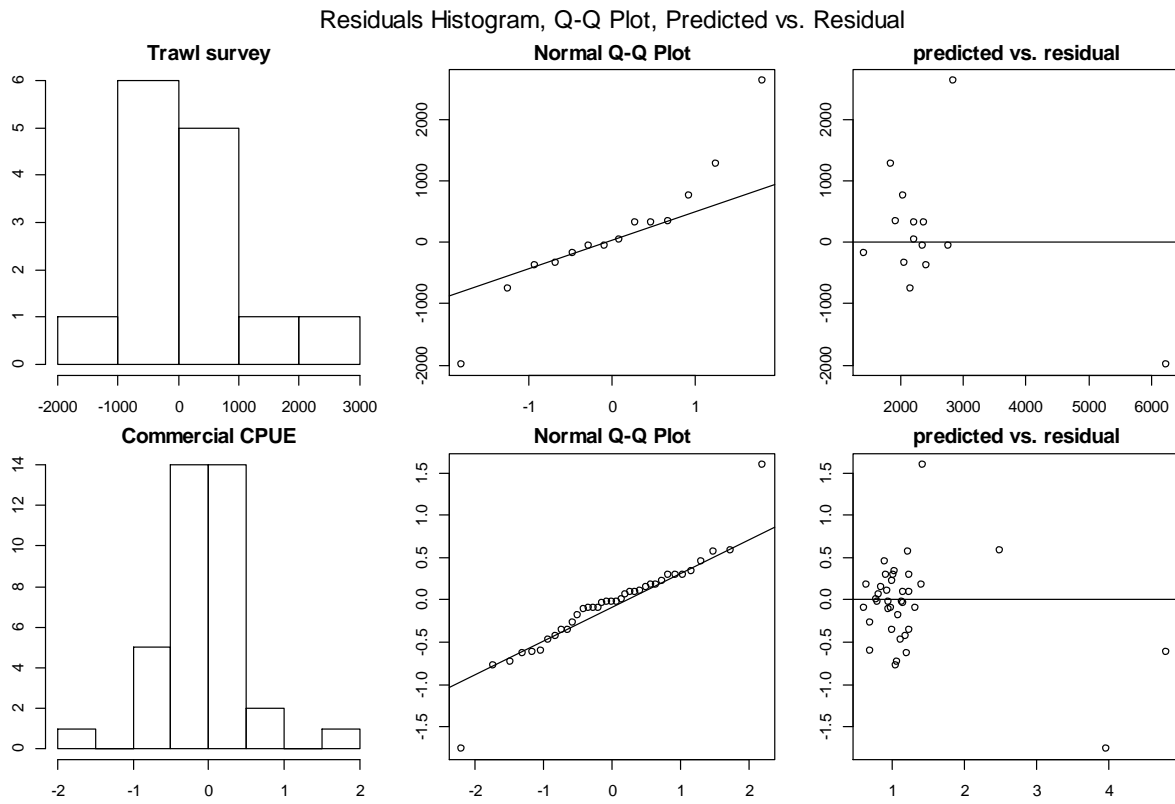 Residuals Histogram, Q-Q Plot, Predicted vs. Residual
Trawl survey
Normal Q-Q Plot
predicted vs. residual
0 1 2 3 4 5 6
-2000 -1000 0 1000 2000 3000
-2000 -1000 0 1000 2000
-1 0 1
-2000 -1000 0 1000 2000
2000 3000 4000 5000 6000
Commercial CPUE
Normal Q-Q Plot
predicted vs. residual
0 2 4 6 8 10 12 14
-2 -1 0 1 2
-1.5 -1.0 -0.5 0.0 0.5 1.0 1.5
-2 -1 0 1 2
-1.5 -1.0 -0.5 0.0 0.5 1.0 1.5
1 2 3 4